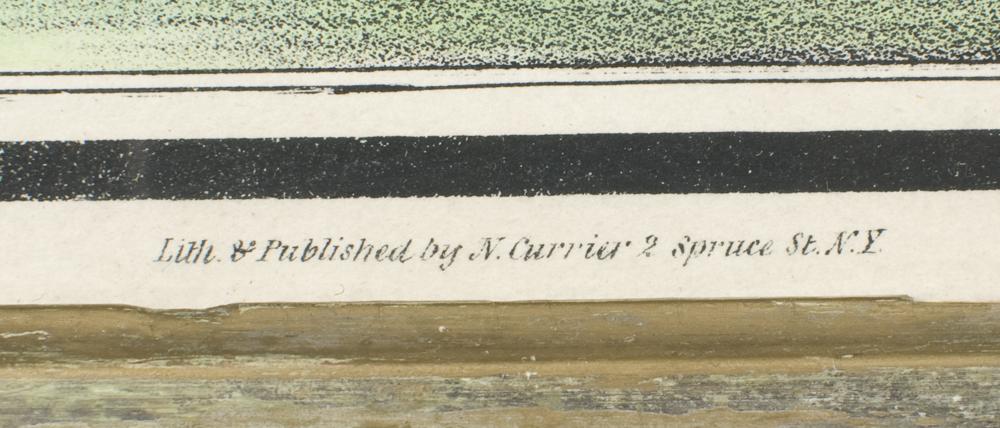 Lith. & Published by N. Currier 2 Spruce St. N.Y.